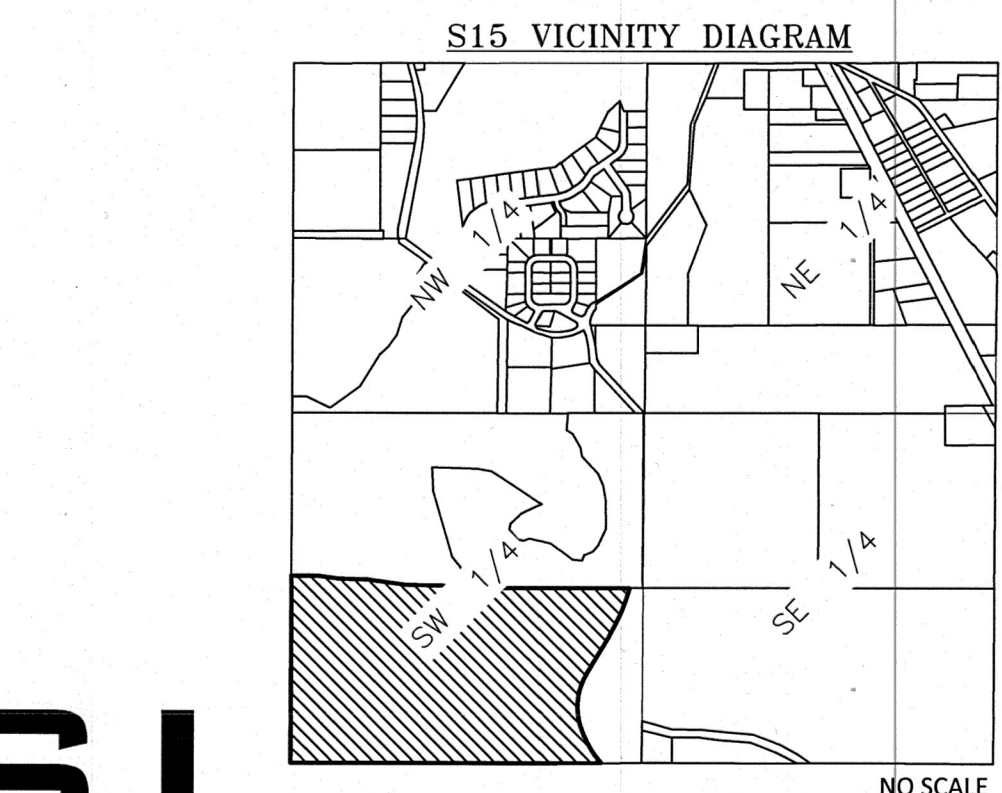 S15 VICINITY DIAGRAM
NW 1/4
NE 1/4
SW 1/4
SE 1/4
NO SCALE